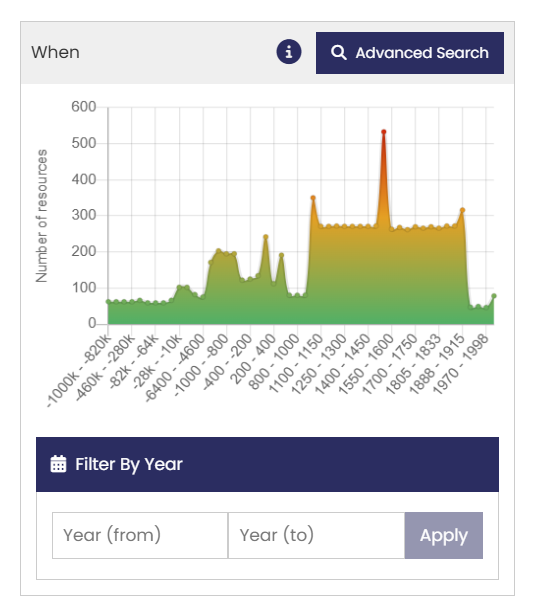 When
Advanced Search
600
500
400
300
200
100
0
Number of resources
-1000k - -820k
-460k - -280k
-82k - -64k
-28k - -10k
-6400 - -4600
-1000 - -800
-400 - -200
200 - 400
800 - 1000
1100 - 1150
1250 - 1300
1400 - 1450
1550 - 1600
1700 - 1750
1805 - 1833
1888 - 1915
1970 - 1998
Filter By Year
Year (from)
Year (to)
Apply